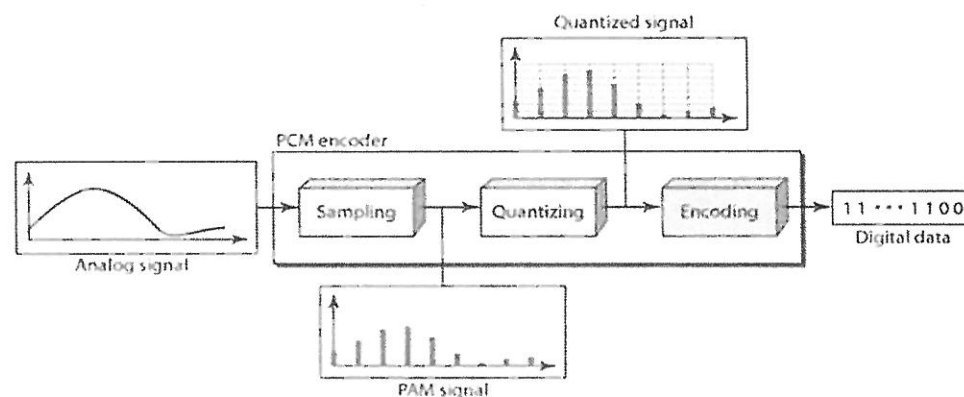 Quantized signal
PCM encoder
Sampling
Quantizing
Encoding
11 ••• 1100
Digital data
Analog signal
PAM signal